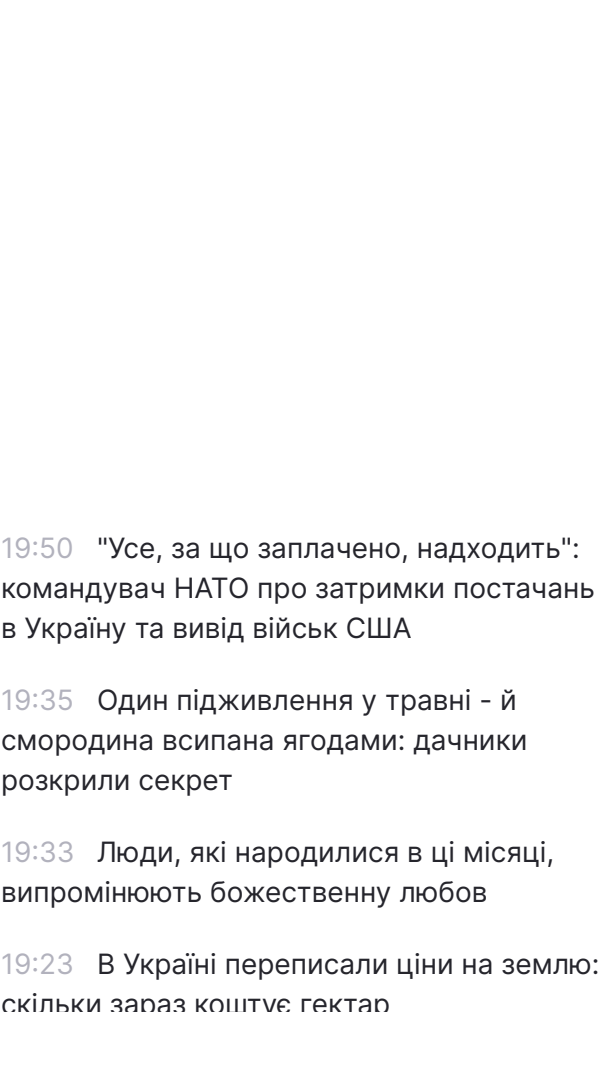 19:50 "Усе, за що заплачено, надходить":
командувач НАТО про затримки постачань
в Україну та вивід військ США
19:35 Один підживлення у травні - й
смородина всипана ягодами: дачники
розкрили секрет
19:33 Люди, які народилися в ці місяці,
випромінюють божественну любов
19:23 В Україні переписали ціни на землю:
скільки зараз коштує гектар